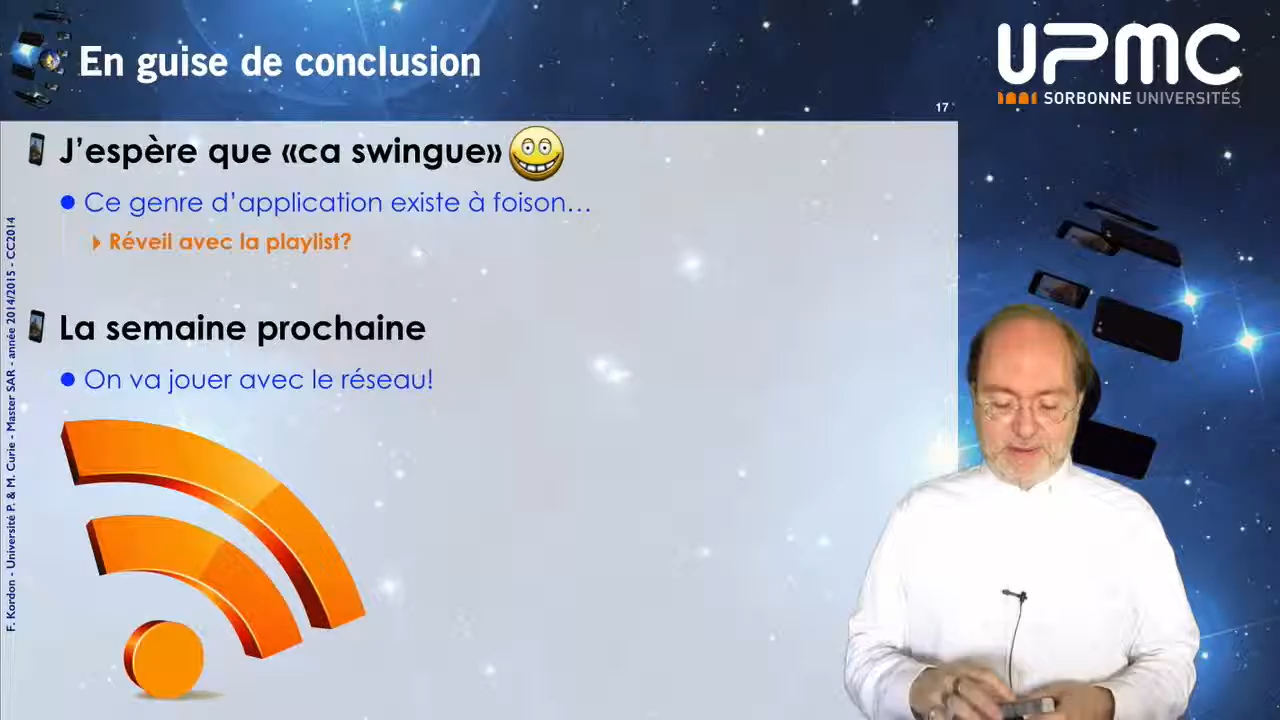 En guise de conclusion
UPMC
SORBONNE UNIVERSITÉS
17
J’espère que «ca swingue»
Ce genre d’application existe à foison…
Réveil avec la playlist?
La semaine prochaine
On va jouer avec le réseau!
F. Kordon - Université P. & M. Curie - Master SAR - année 2014/2015 - CC2014